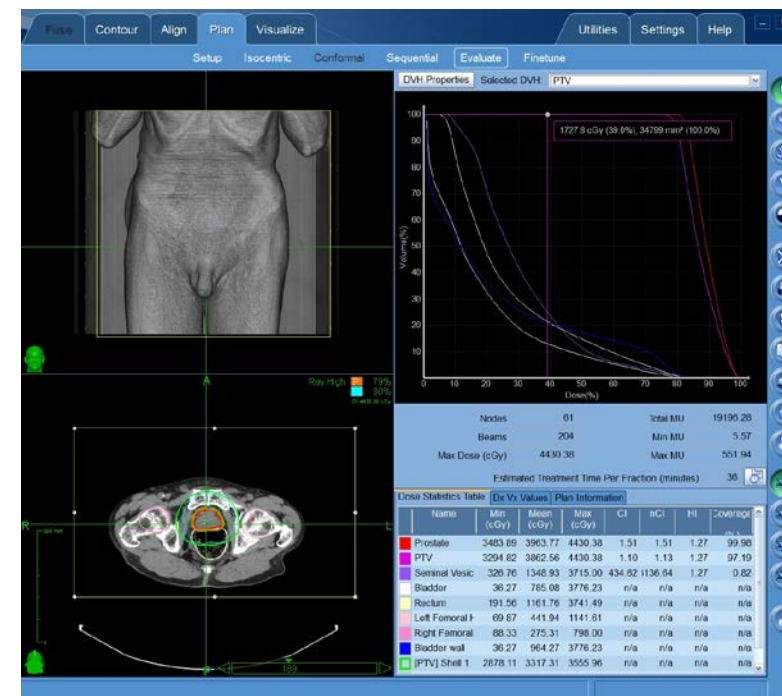 Fuse Contour Align Plan Visualize Utilities Settings Help
Setup Isocentric Conformal Sequential Evaluate Finetune
DVH Properties Selected DVH: PTV
1727.8 cGy (39.0%), 34799 mm³ (100.0%)
Volume(%)
100
90
80
70
60
50
40
30
20
10
0 10 20 30 40 50 60 70 80 90 100
Dose(%)
A
Ray High
79%
30%
R
L
189
Nodes 61 Total MU 19196.28
Beams 204 Min MU 5.57
Max Dose (cGy) 4430.38 Max MU 551.94
Estimated Treatment Time Per Fraction (minutes) 36
Dose Statistics Table Dx Vx Values Plan Information
Name Min (cGy) Mean (cGy) Max (cGy) CI nCI HI Coverage
Prostate 3483.89 3963.77 4430.38 1.51 1.51 1.27 99.98
PTV 3294.82 3862.56 4430.38 1.10 1.13 1.27 97.19
Seminal Vesic 326.76 1348.93 3715.00 434.62 1136.64 1.27 0.82
Bladder 36.27 785.08 3776.23 n/a n/a n/a n/a
Rectum 191.56 1161.76 3741.49 n/a n/a n/a n/a
Left Femoral H 69.87 441.94 1141.61 n/a n/a n/a n/a
Right Femoral 88.33 275.31 798.00 n/a n/a n/a n/a
Bladder wall 36.27 964.27 3776.23 n/a n/a n/a n/a
[PTV] Shell 1 2878.11 3317.31 3555.96 n/a n/a n/a n/a